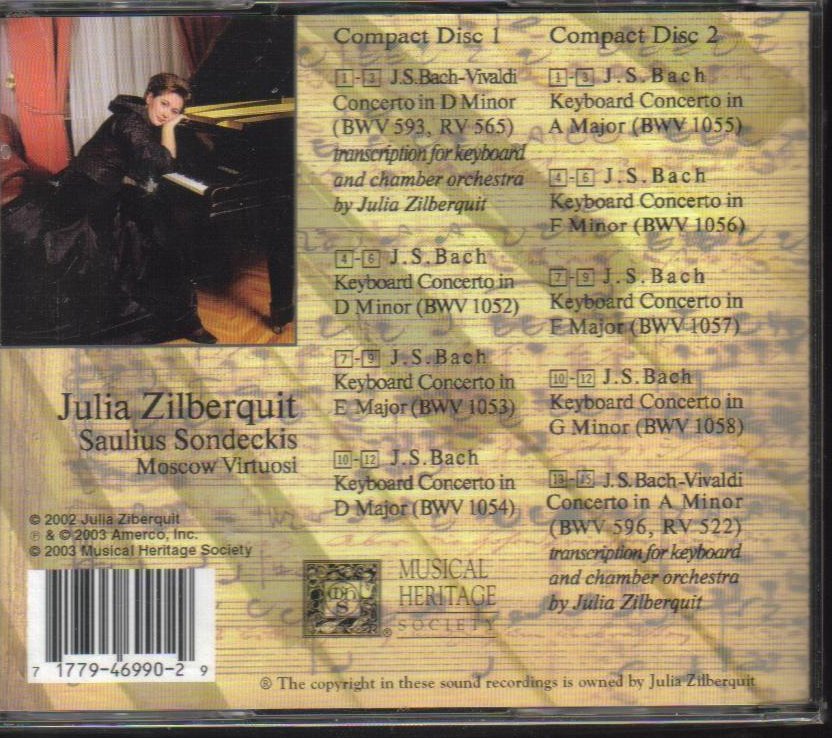 Compact Disc 1
1-3 J.S.Bach-Vivaldi
Concerto in D Minor
(BWV 593, RV 565)
transcription for keyboard
and chamber orchestra
by Julia Zilberquit
4-6 J.S.Bach
Keyboard Concerto in
D Minor (BWV 1052)
7-9 J.S.Bach
Keyboard Concerto in
E Major (BWV 1053)
10-12 J.S.Bach
Keyboard Concerto in
D Major (BWV 1054)
Compact Disc 2
1-3 J.S.Bach
Keyboard Concerto in
A Major (BWV 1055)
4-6 J.S.Bach
Keyboard Concerto in
F Minor (BWV 1056)
7-9 J.S.Bach
Keyboard Concerto in
F Major (BWV 1057)
10-12 J.S.Bach
Keyboard Concerto in
G Minor (BWV 1058)
13-15 J.S.Bach-Vivaldi
Concerto in A Minor
(BWV 596, RV 522)
transcription for keyboard
and chamber orchestra
by Julia Zilberquit
Julia Zilberquit
Saulius Sondeckis
Moscow Virtuosi
© 2002 Julia Ziberquit
℗ & © 2003 Amerco, Inc.
© 2003 Musical Heritage Society
7 17794-6990-2 9
MUSICAL
HERITAGE
SOCIETY
®
® The copyright in these sound recordings is owned by Julia Zilberquit